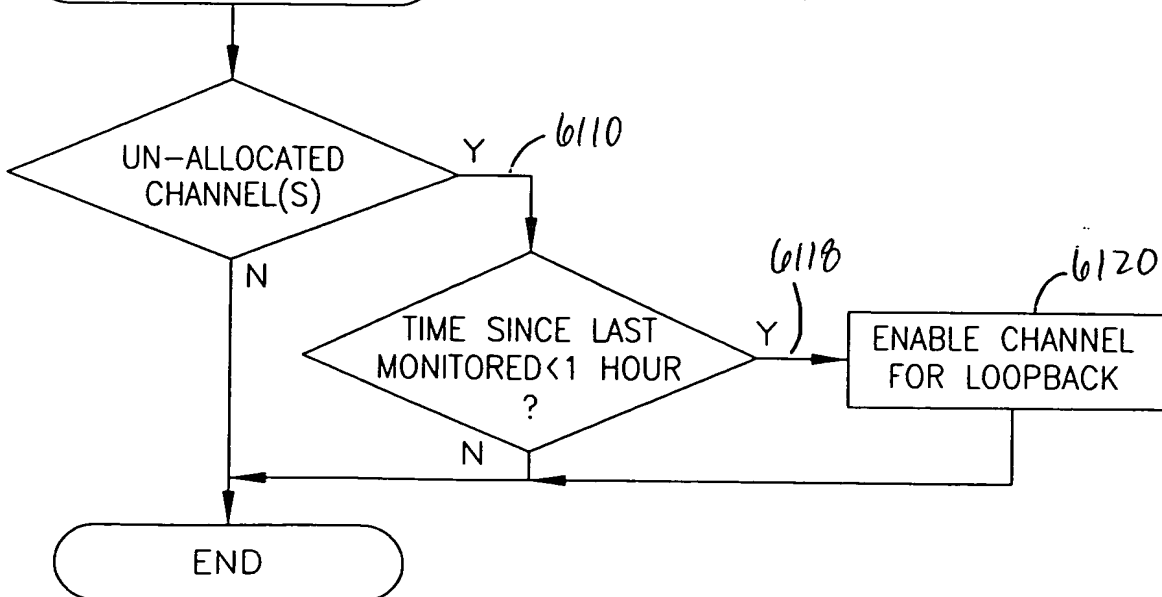 UN-ALLOCATED
CHANNEL(S)
Y
6110
N
TIME SINCE LAST
MONITORED<1 HOUR
?
Y
6118
N
6120
ENABLE CHANNEL
FOR LOOPBACK
END